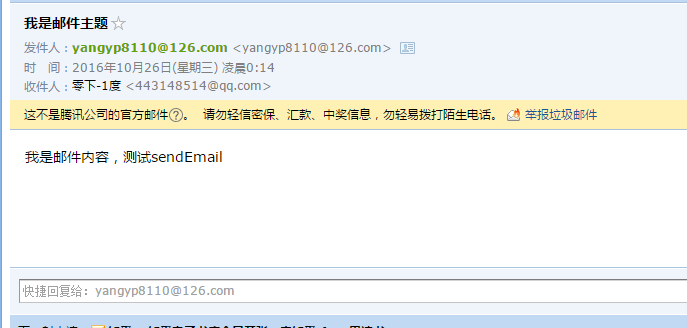 我是邮件主题☆
发件人：yangyp8110@126.com <yangyp8110@126.com>
时　间：2016年10月26日(星期三) 凌晨0:14
收件人：零下-1度 <443148514@qq.com>
这不是腾讯公司的官方邮件?。 请勿轻信密保、汇款、中奖信息，勿轻易拨打陌生电话。 举报垃圾邮件
我是邮件内容，测试sendEmail
快捷回复给：yangyp8110@126.com